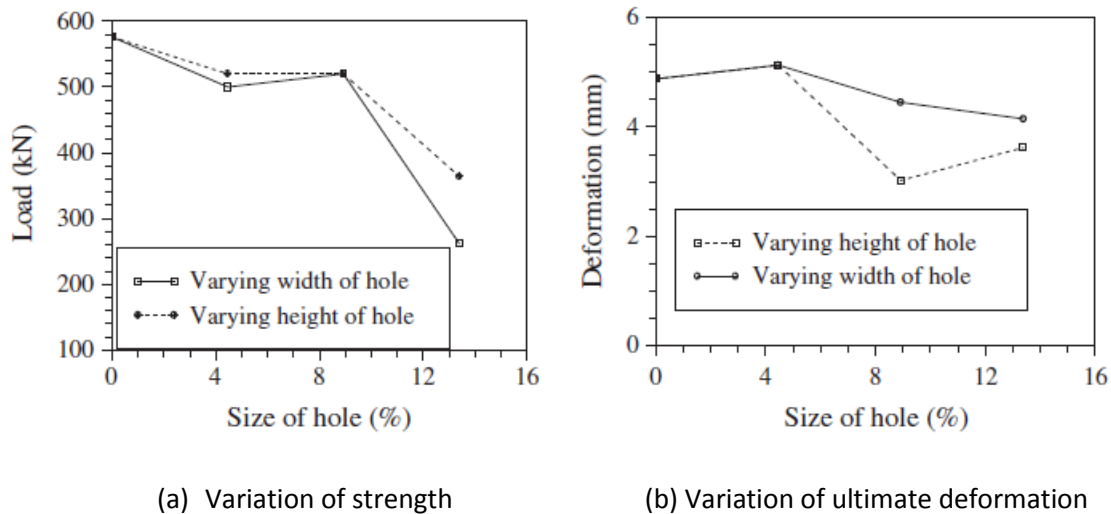 600
500
400
300
200
100
Load (kN)
Varying width of hole
Varying height of hole
0 4 8 12 16
Size of hole (%)
(a) Variation of strength
6
4
2
0
Deformation (mm)
Varying height of hole
Varying width of hole
0 4 8 12 16
Size of hole (%)
(b) Variation of ultimate deformation